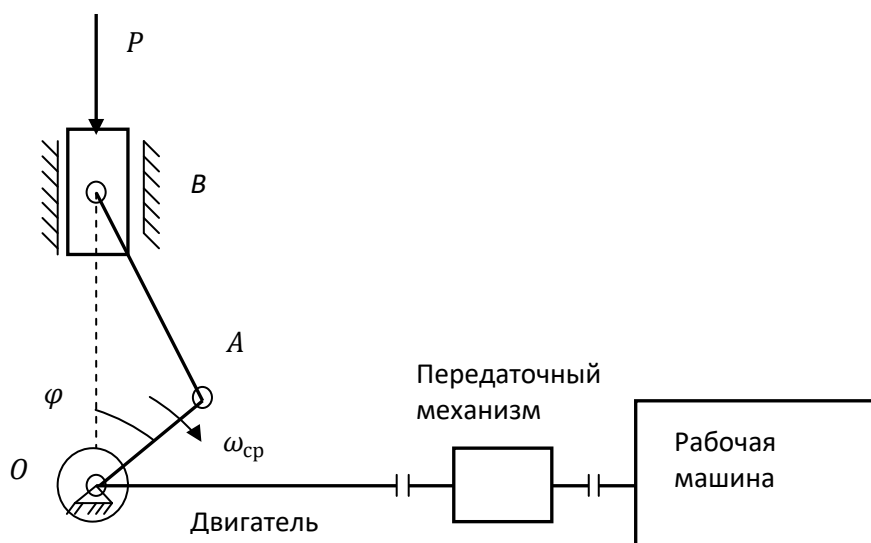 P
B
A
Передаточный
механизм
φ
Рабочая
машина
ω_ср
O
Двигатель